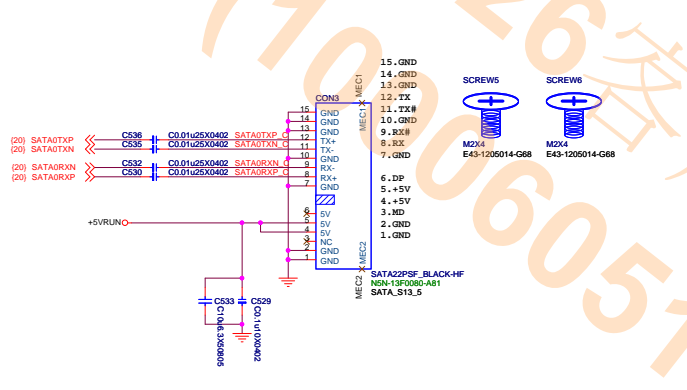 15.GND
14.GND
13.GND
12.TX
11.TX#
10.GND
9.RX#
8.RX
7.GND
6.DP
5.+5V
4.+5V
3.MD
2.GND
1.GND
SCREW5
SCREW6
M2X4
M2X4
E43-1205014-G68
E43-1205014-G68
CON3
MEC1
MEC1
15 GND
14 GND
13 GND
12 TX+
11 TX-
10 GND
9 RX-
8 RX+
7 GND
6 5V
5 5V
4 5V
3 NC
2 GND
1 GND
MEC2
MEC2
{20} SATA0TXP C536 C0.01u25X0402 SATA0TXP_C
{20} SATA0TXN C535 C0.01u25X0402 SATA0TXN_C
{20} SATA0RXN C532 C0.01u25X0402 SATA0RXN_C
{20} SATA0RXP C530 C0.01u25X0402 SATA0RXP_C
+5VRUN
C533
C10u6.3X50805
C529
C0.1u10X0402
SATA22PSF_BLACK-HF
N5N-13F0080-A81
SATA_S13_5